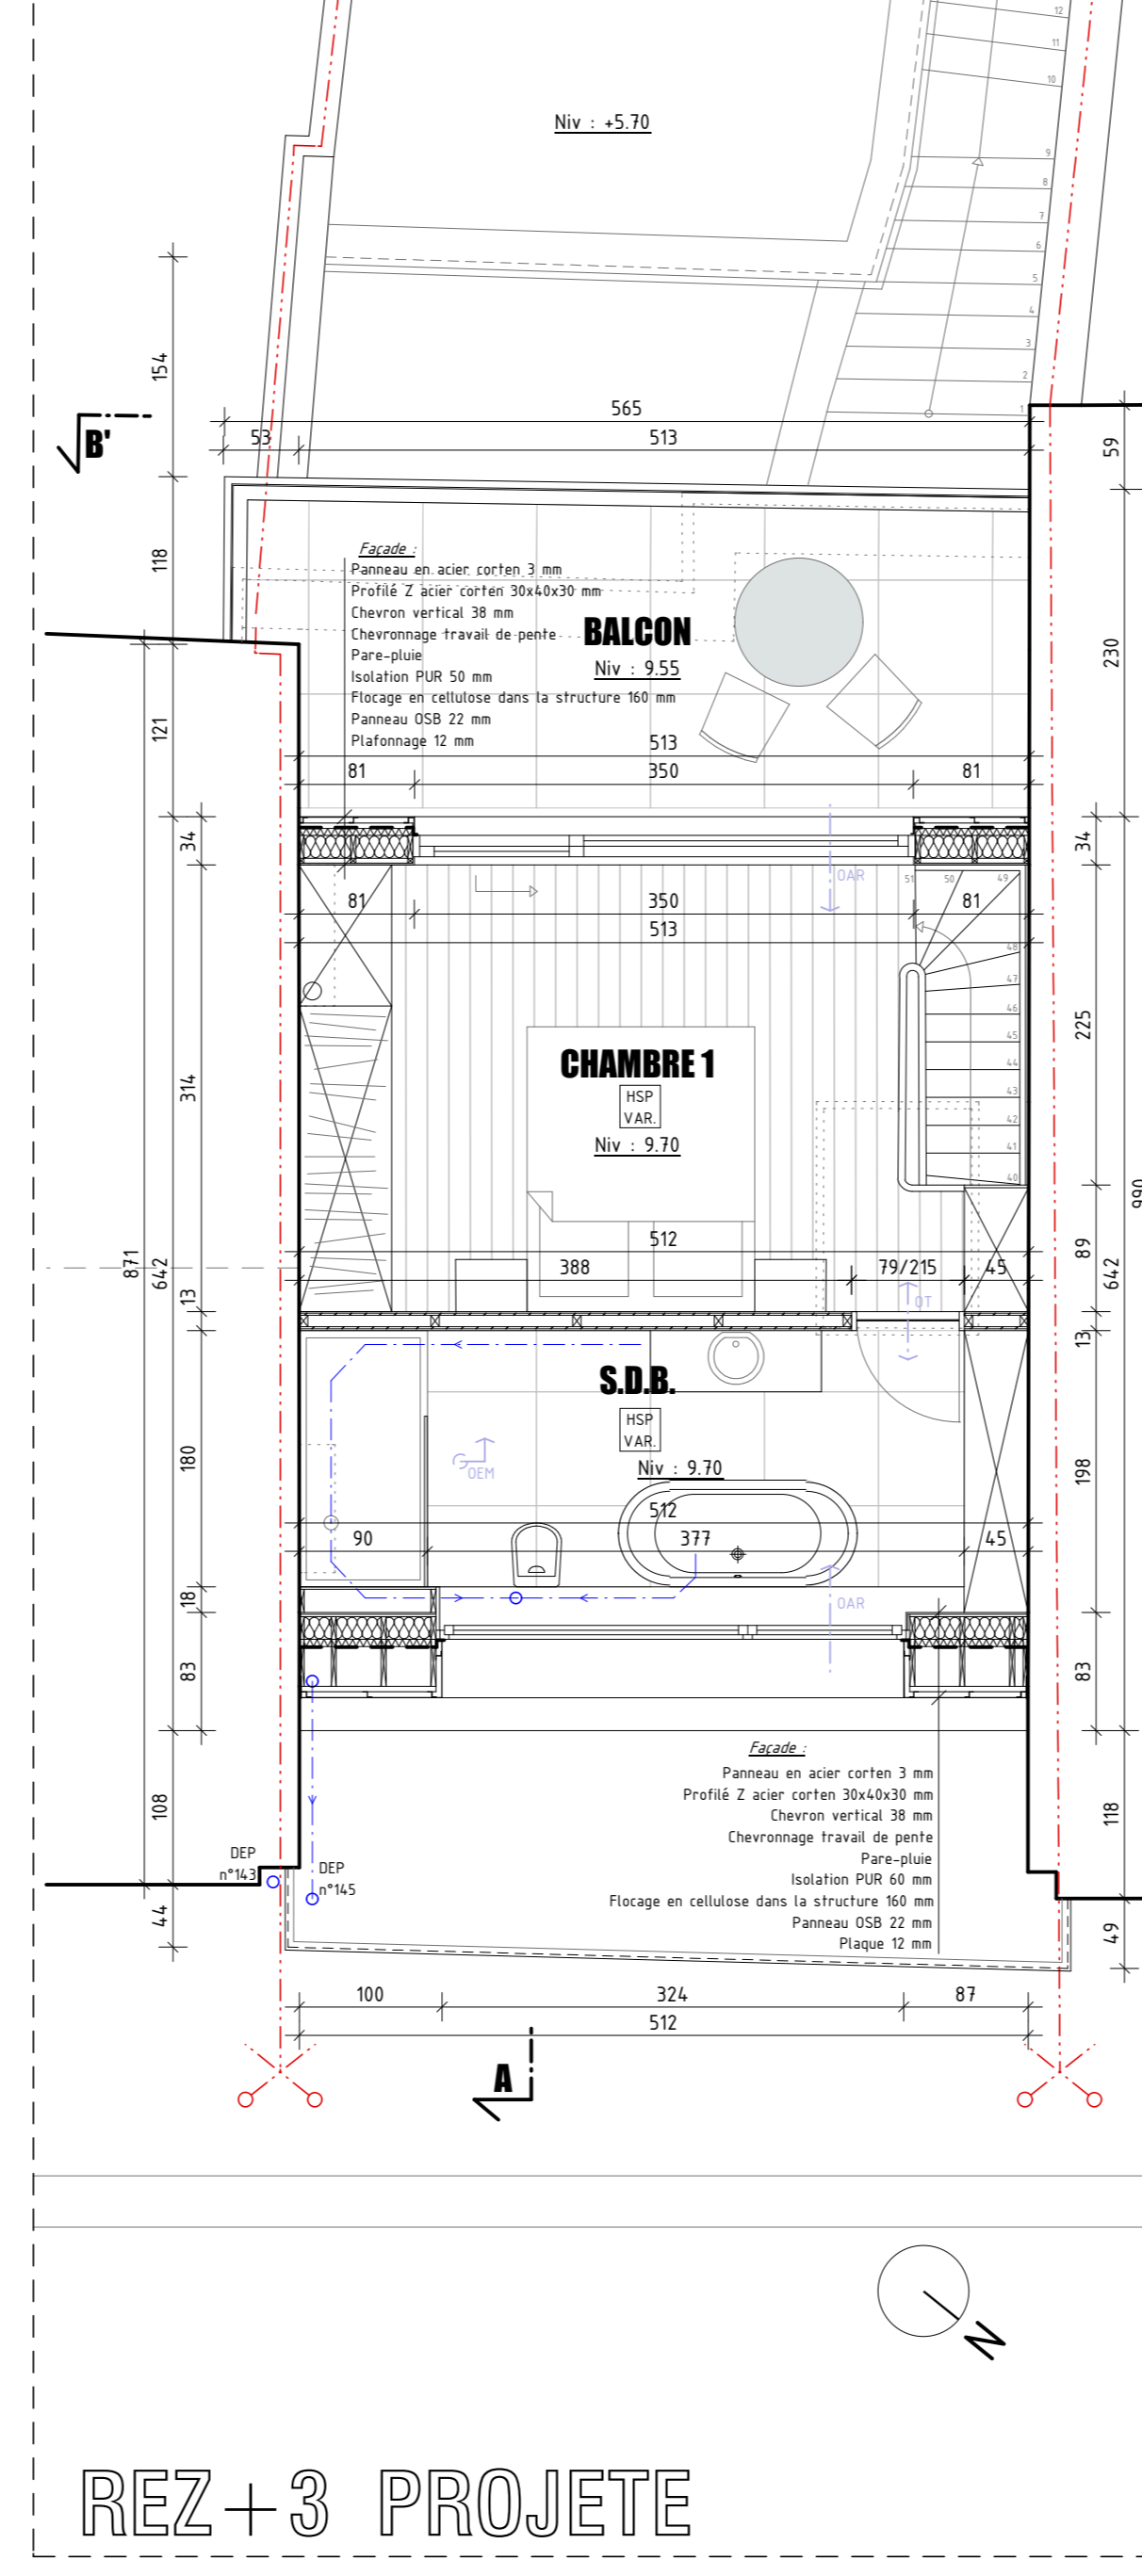 12
11
10
Niv : +5.70
9
8
7
6
5
4
3
2
1
154
B'
565
53
513
59
118
Façade :
Panneau en acier corten 3 mm
Profilé Z acier corten 30x40x30 mm
Chevron vertical 38 mm
Chevronnage travail de pente
Pare-pluie
Isolation PUR 50 mm
Flocage en cellulose dans la structure 160 mm
Panneau OSB 22 mm
Plafonnage 12 mm
BALCON
Niv : 9.55
230
121
513
81
350
81
34
34
OAR
51
50
49
81
350
81
513
48
47
46
45
44
43
42
41
40
225
314
CHAMBRE 1
HSP
VAR.
Niv : 9.70
990
871
642
512
388
79/215
45
89
642
13
OT
13
S.D.B.
HSP
VAR.
Niv : 9.70
OEM
180
198
512
90
377
45
18
OAR
83
83
Façade :
Panneau en acier corten 3 mm
Profilé Z acier corten 30x40x30 mm
Chevron vertical 38 mm
Chevronnage travail de pente
Pare-pluie
Isolation PUR 60 mm
Flocage en cellulose dans la structure 160 mm
Panneau OSB 22 mm
Plaque 12 mm
108
118
DEP
n°143
DEP
n°145
44
49
100
324
87
512
A
N
REZ+3 PROJETE